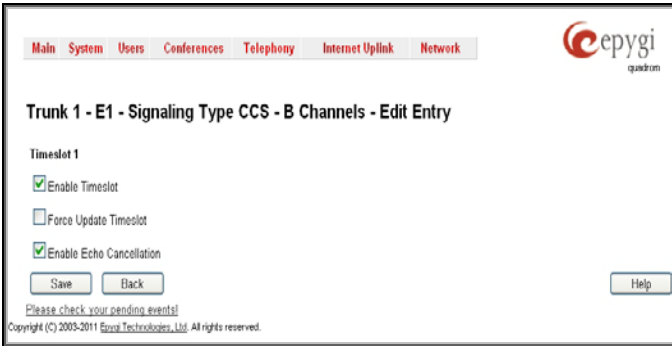 Main System Users Conferences Telephony Internet Uplink Network
epygi
quadrom
Trunk 1 - E1 - Signaling Type CCS - B Channels - Edit Entry
Timeslot 1
Enable Timeslot
Force Update Timeslot
Enable Echo Cancellation
Save Back Help
Please check your pending events!
Copyright (C) 2003-2011 Epygi Technologies, Ltd. All rights reserved.